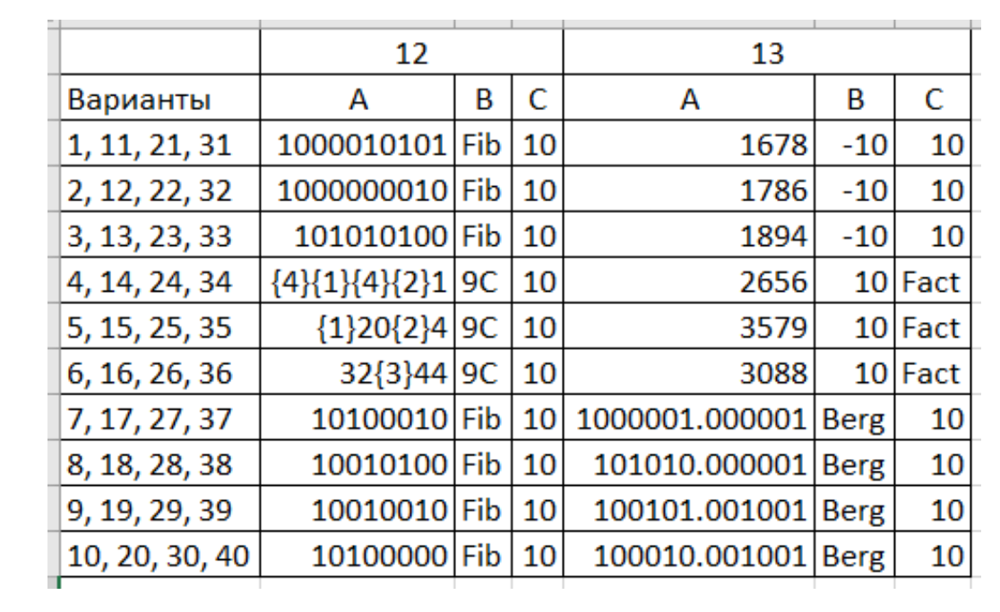 12 13
Варианты A B C A B C
1, 11, 21, 31 1000010101 Fib 10 1678 -10 10
2, 12, 22, 32 1000000010 Fib 10 1786 -10 10
3, 13, 23, 33 101010100 Fib 10 1894 -10 10
4, 14, 24, 34 {4}{1}{4}{2}1 9C 10 2656 10 Fact
5, 15, 25, 35 {1}20{2}4 9C 10 3579 10 Fact
6, 16, 26, 36 32{3}44 9C 10 3088 10 Fact
7, 17, 27, 37 10100010 Fib 10 1000001.000001 Berg 10
8, 18, 28, 38 10010100 Fib 10 101010.000001 Berg 10
9, 19, 29, 39 10010010 Fib 10 100101.001001 Berg 10
10, 20, 30, 40 10100000 Fib 10 100010.001001 Berg 10